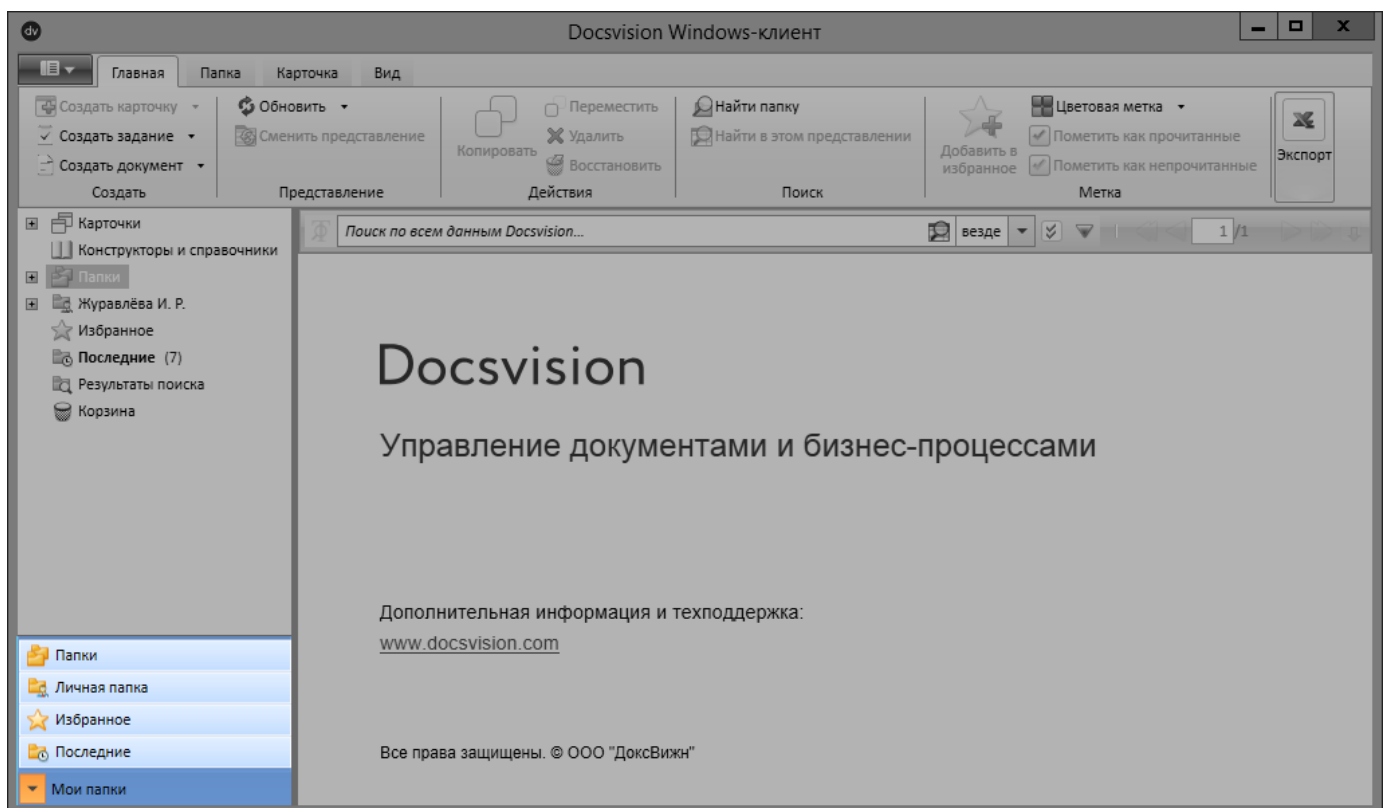 dv
Docsvision Windows-клиент
Главная Папка Карточка Вид
Создать карточку Обновить Переместить Найти папку Цветовая метка
Создать задание Сменить представление Копировать Удалить Найти в этом представлении Добавить в избранное Пометить как прочитанные Экспорт
Создать документ Восстановить Пометить как непрочитанные
Создать Представление Действия Поиск Метка
Карточки
Конструкторы и справочники
Папки
Журавлёва И. Р.
Избранное
Последние (7)
Результаты поиска
Корзина
Поиск по всем данным Docsvision... везде 1 /1
Docsvision
Управление документами и бизнес-процессами
Дополнительная информация и техподдержка:
www.docsvision.com
Все права защищены. © ООО "ДоксВижн"
Папки
Личная папка
Избранное
Последние
Мои папки